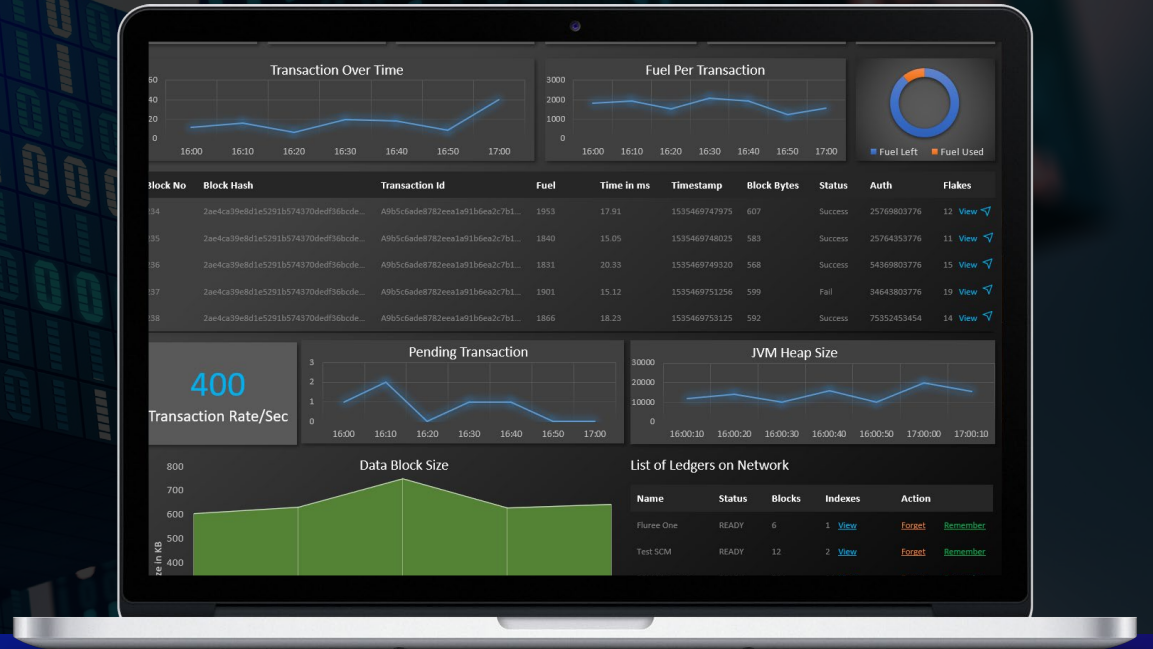 Transaction Over Time
60
40
20
0
16:00 16:10 16:20 16:30 16:40 16:50 17:00
Fuel Per Transaction
3000
2000
1000
0
16:00 16:10 16:20 16:30 16:40 16:50 17:00
Fuel Left Fuel Used
Block No Block Hash Transaction Id Fuel Time in ms Timestamp Block Bytes Status Auth Flakes
234 2ae4ca39e8d1e5291b574370dedf36bcde... A9b5c6ade8782eea1a91b6ea2c7b1... 1953 17.91 1535469747975 607 Success 25769803776 12 View
235 2ae4ca39e8d1e5291b574370dedf36bcde... A9b5c6ade8782eea1a91b6ea2c7b1... 1840 15.05 1535469748025 583 Success 25764353776 11 View
236 2ae4ca39e8d1e5291b574370dedf36bcde... A9b5c6ade8782eea1a91b6ea2c7b1... 1831 20.33 1535469749320 568 Success 54369803776 15 View
237 2ae4ca39e8d1e5291b574370dedf36bcde... A9b5c6ade8782eea1a91b6ea2c7b1... 1901 15.12 1535469751256 599 Fail 34643803776 19 View
238 2ae4ca39e8d1e5291b574370dedf36bcde... A9b5c6ade8782eea1a91b6ea2c7b1... 1866 18.23 1535469753125 592 Success 75352453454 14 View
400
Transaction Rate/Sec
Pending Transaction
3
2
1
0
16:00 16:10 16:20 16:30 16:40 16:50 17:00
JVM Heap Size
30000
20000
10000
0
16:00:10 16:00:20 16:00:30 16:00:40 16:00:50 17:00:00 17:00:10
Data Block Size
800
700
600
500
400
in KB
List of Ledgers on Network
Name Status Blocks Indexes Action
Fluree One READY 6 1 View Forget Remember
Test SCM READY 12 2 View Forget Remember